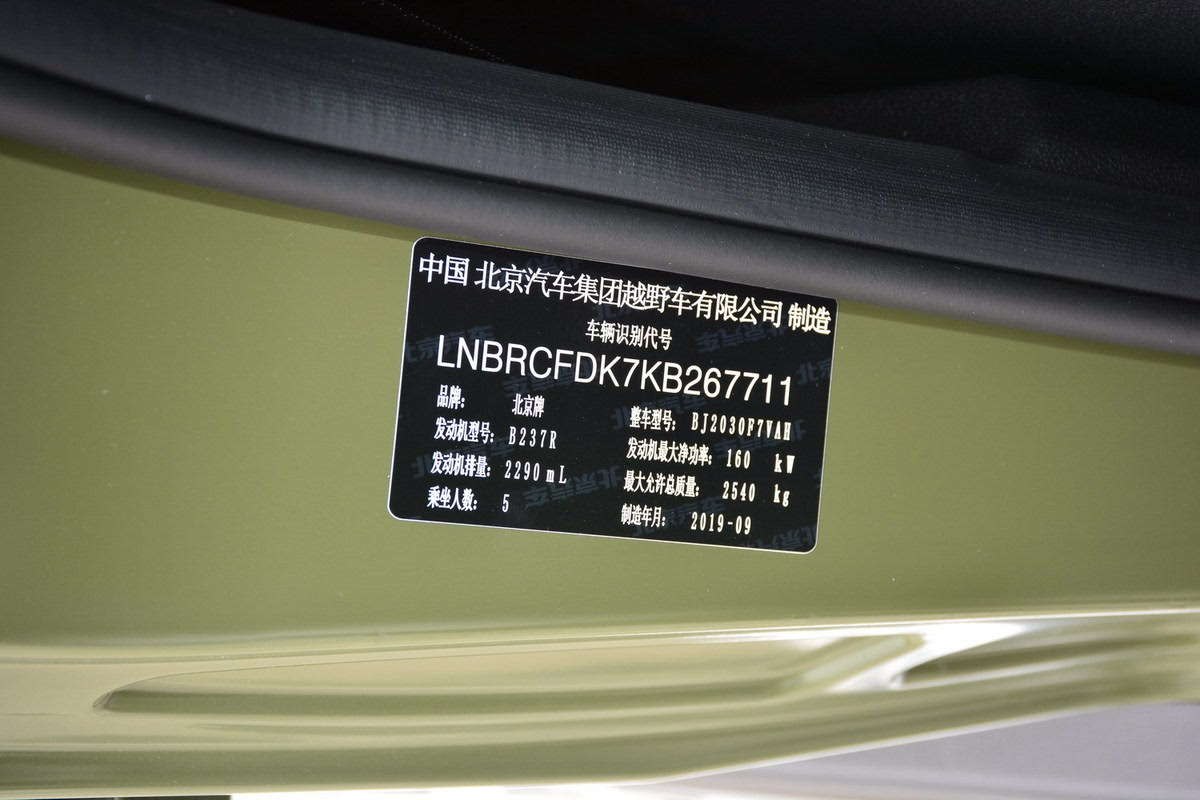 中国 北京汽车集团越野车有限公司 制造
车辆识别代号
LNBRCFDK7KB267711
品牌： 北京牌 整车型号： BJ2030F7VAH
发动机型号： B237R 发动机最大净功率： 160 kW
发动机排量： 2290 mL 最大允许总质量： 2540 kg
乘坐人数： 5 制造年月： 2019-09